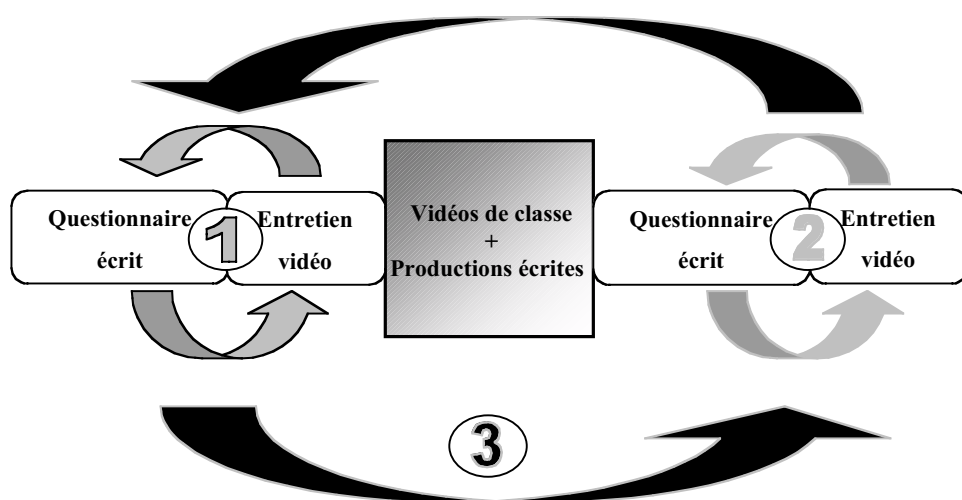 Questionnaire
écrit
1
Entretien
vidéo
Vidéos de classe
+
Productions écrites
Questionnaire
écrit
2
Entretien
vidéo
3